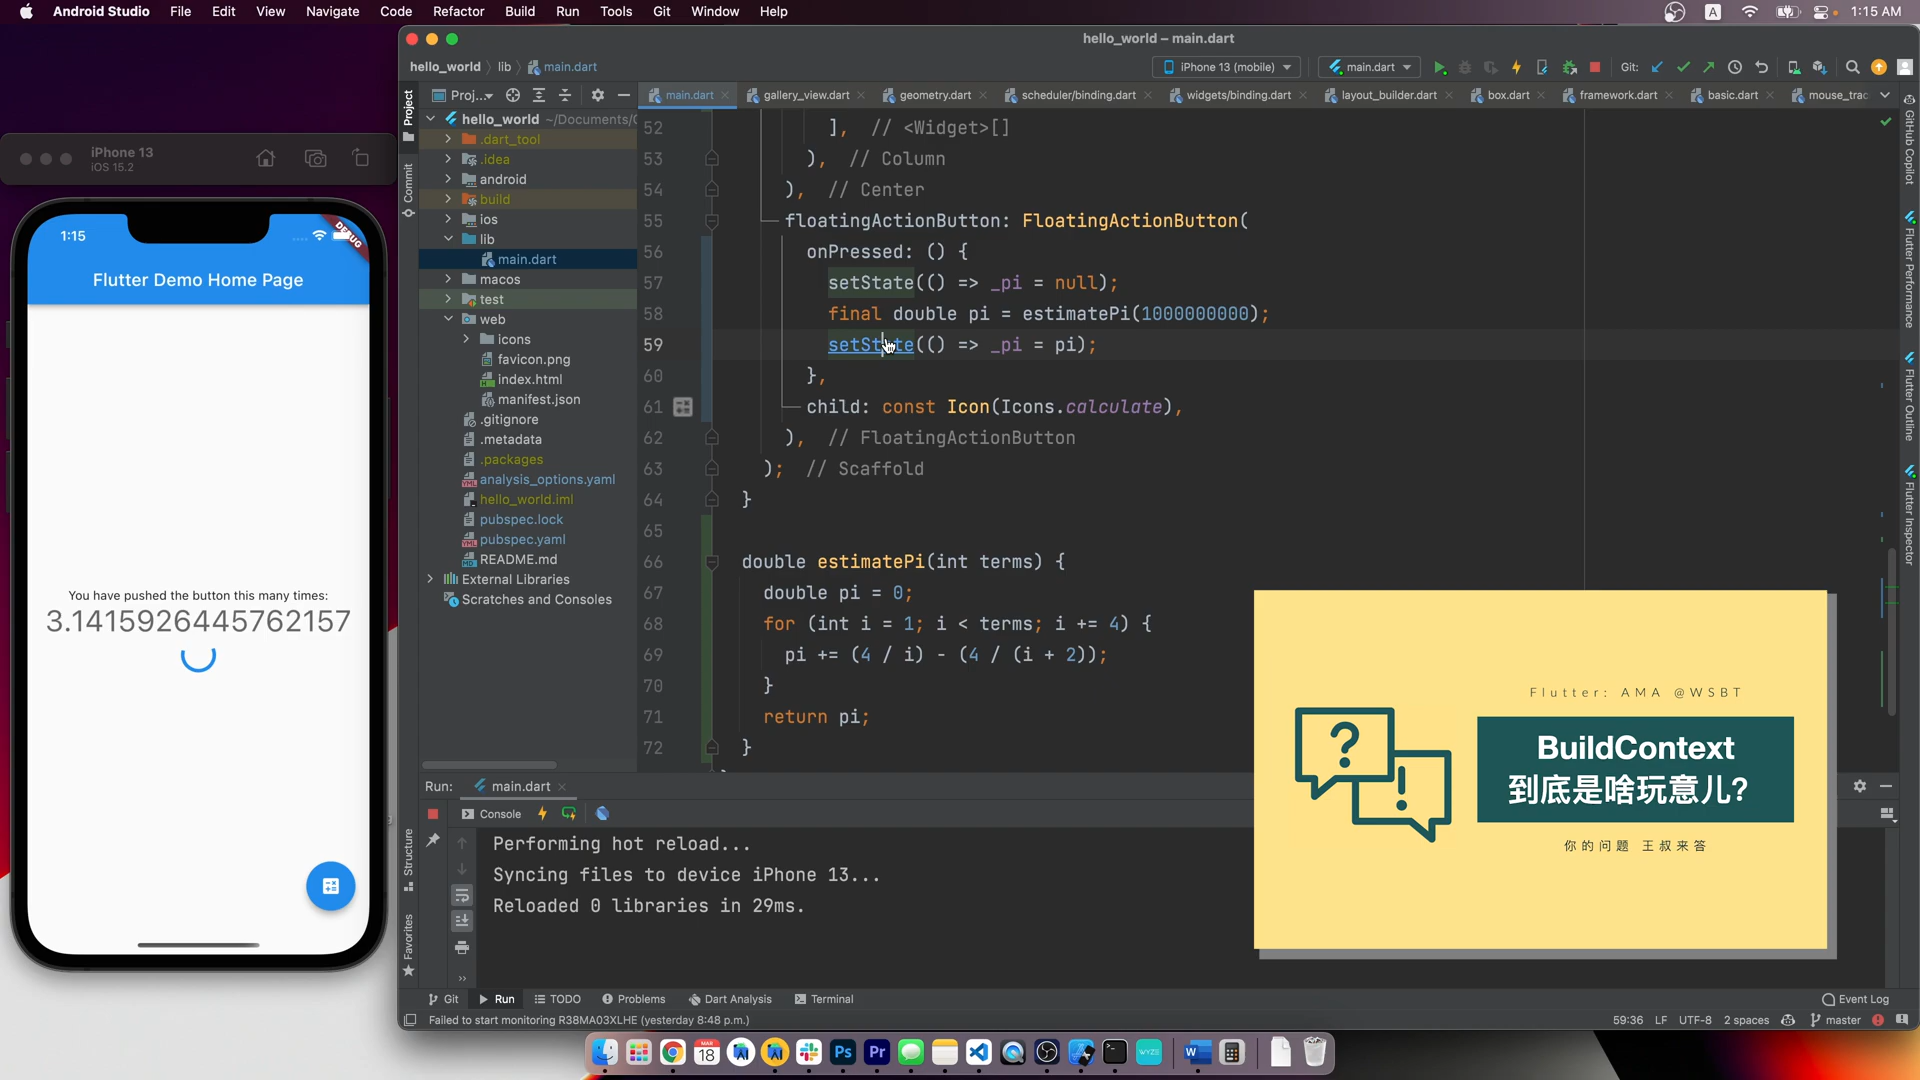 Android Studio File Edit View Navigate Code Refactor Build Run Tools Git Window Help
A 1:15 AM
hello_world – main.dart
hello_world lib main.dart
iPhone 13 (mobile) main.dart Git:
Proj... main.dart gallery_view.dart geometry.dart scheduler/binding.dart widgets/binding.dart layout_builder.dart box.dart framework.dart basic.dart mouse_trac
Project
Commit
Structure
Favorites
GitHub Copilot
Flutter Performance
Flutter Outline
Flutter Inspector
iPhone 13
iOS 15.2
1:15
DEBUG
Flutter Demo Home Page
You have pushed the button this many times:
3.1415926445762157
hello_world ~/Documents/
.dart_tool
.idea
android
build
ios
lib
main.dart
macos
test
web
icons
favicon.png
index.html
manifest.json
.gitignore
.metadata
.packages
analysis_options.yaml
hello_world.iml
pubspec.lock
pubspec.yaml
README.md
External Libraries
Scratches and Consoles
52 ], // <Widget>[]
53 ), // Column
54 ), // Center
55 floatingActionButton: FloatingActionButton(
56 onPressed: () {
57 setState(() => _pi = null);
58 final double pi = estimatePi(1000000000);
59 setState(() => _pi = pi);
60 },
61 child: const Icon(Icons.calculate),
62 ), // FloatingActionButton
63 ); // Scaffold
64 }
65
66 double estimatePi(int terms) {
67 double pi = 0;
68 for (int i = 1; i < terms; i += 4) {
69 pi += (4 / i) - (4 / (i + 2));
70 }
71 return pi;
72 }
Flutter: AMA @WSBT
BuildContext
到底是啥玩意儿?
你的问题 王叔来答
Run: main.dart
Console
Performing hot reload...
Syncing files to device iPhone 13...
Reloaded 0 libraries in 29ms.
Git Run TODO Problems Dart Analysis Terminal Event Log
Failed to start monitoring R38MA03XLHE (yesterday 8:48 p.m.) 59:36 LF UTF-8 2 spaces master
MAR
18
Ps
Pr
WYZE
W